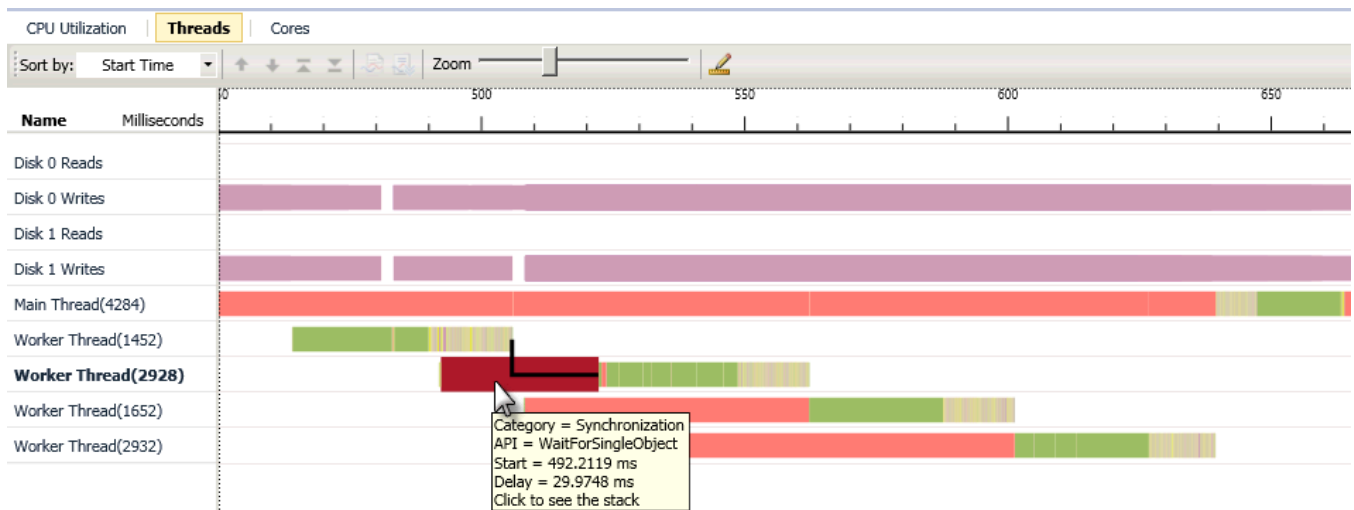 CPU Utilization Threads Cores
Sort by: Start Time Zoom
500 550 600 650
Name Milliseconds
Disk 0 Reads
Disk 0 Writes
Disk 1 Reads
Disk 1 Writes
Main Thread(4284)
Worker Thread(1452)
Worker Thread(2928)
Worker Thread(1652)
Worker Thread(2932)
Category = Synchronization
API = WaitForSingleObject
Start = 492.2119 ms
Delay = 29.9748 ms
Click to see the stack